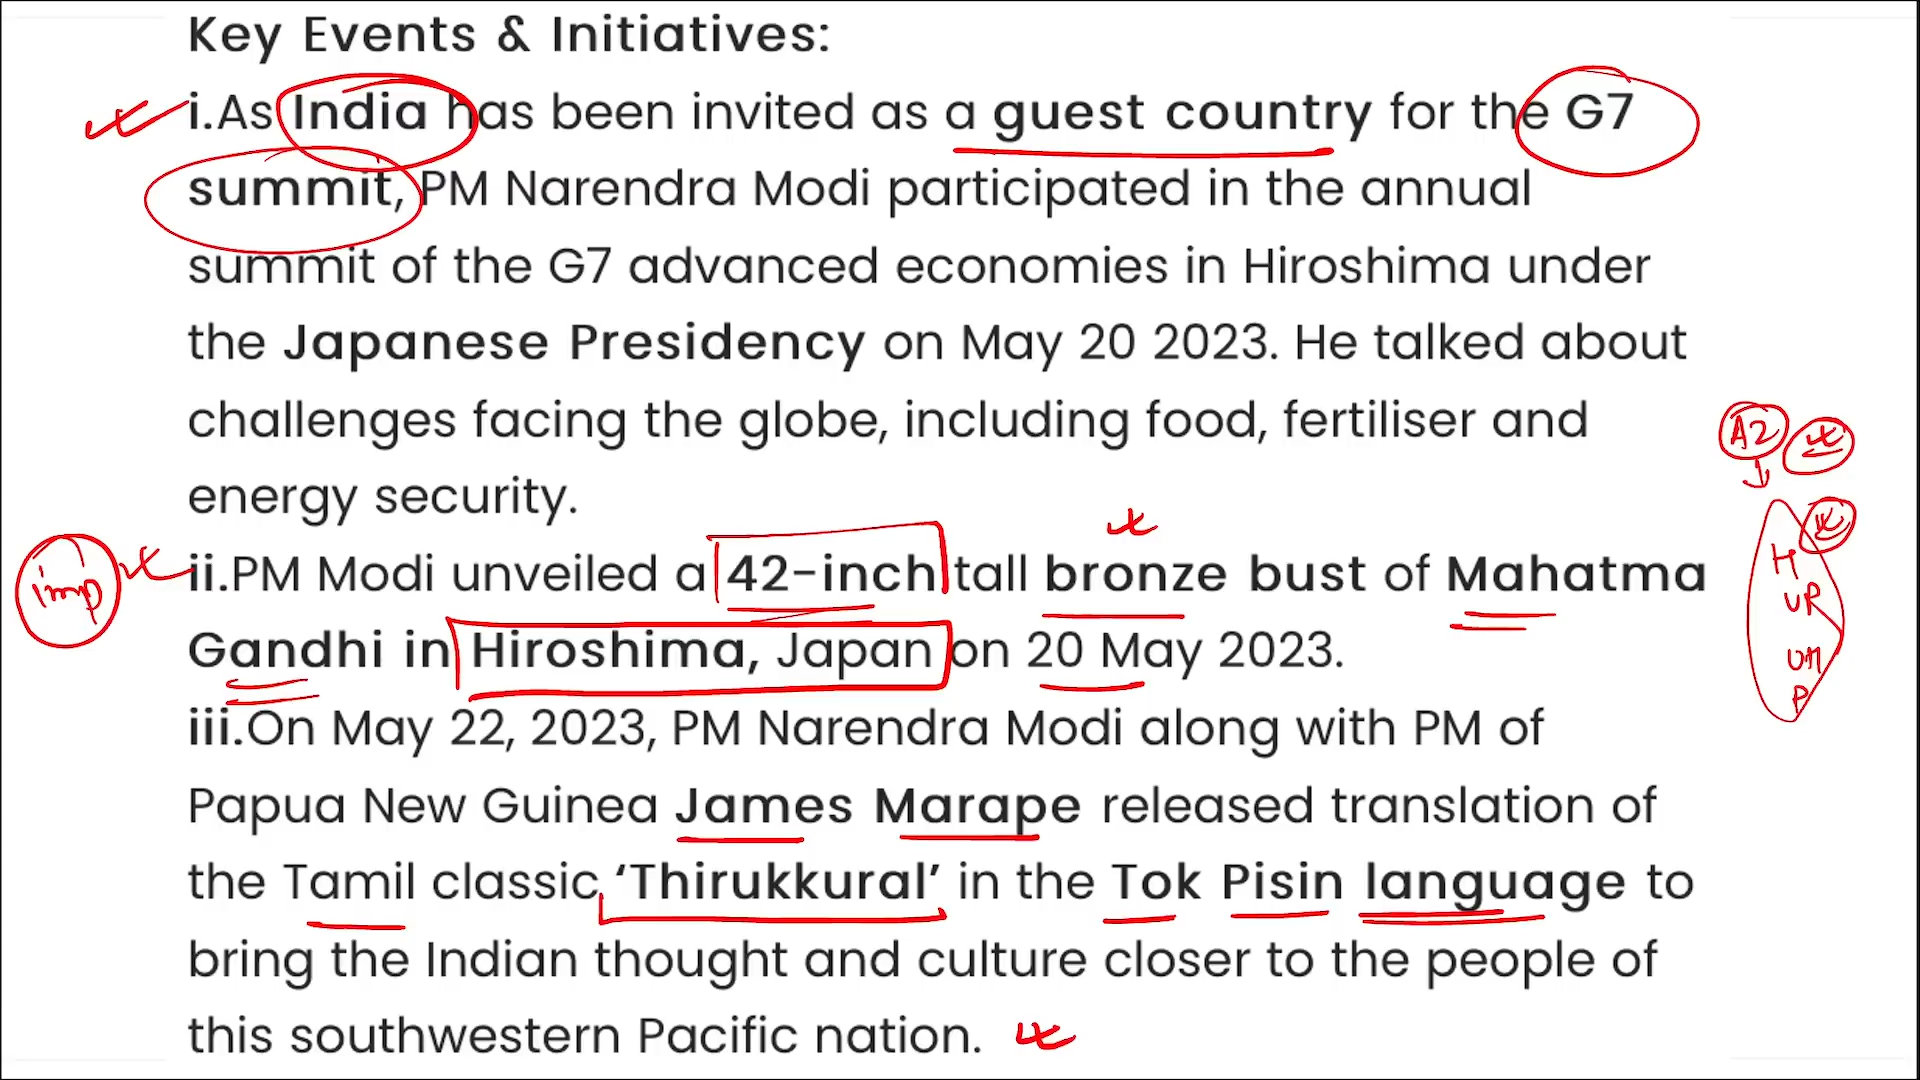 Key Events & Initiatives:
i.As India has been invited as a guest country for the G7
summit, PM Narendra Modi participated in the annual
summit of the G7 advanced economies in Hiroshima under
the Japanese Presidency on May 20 2023. He talked about
challenges facing the globe, including food, fertiliser and
energy security.
ii.PM Modi unveiled a 42-inch tall bronze bust of Mahatma
Gandhi in Hiroshima, Japan on 20 May 2023.
iii.On May 22, 2023, PM Narendra Modi along with PM of
Papua New Guinea James Marape released translation of
the Tamil classic ‘Thirukkural’ in the Tok Pisin language to
bring the Indian thought and culture closer to the people of
this southwestern Pacific nation.
imp
A2
H
UR
P